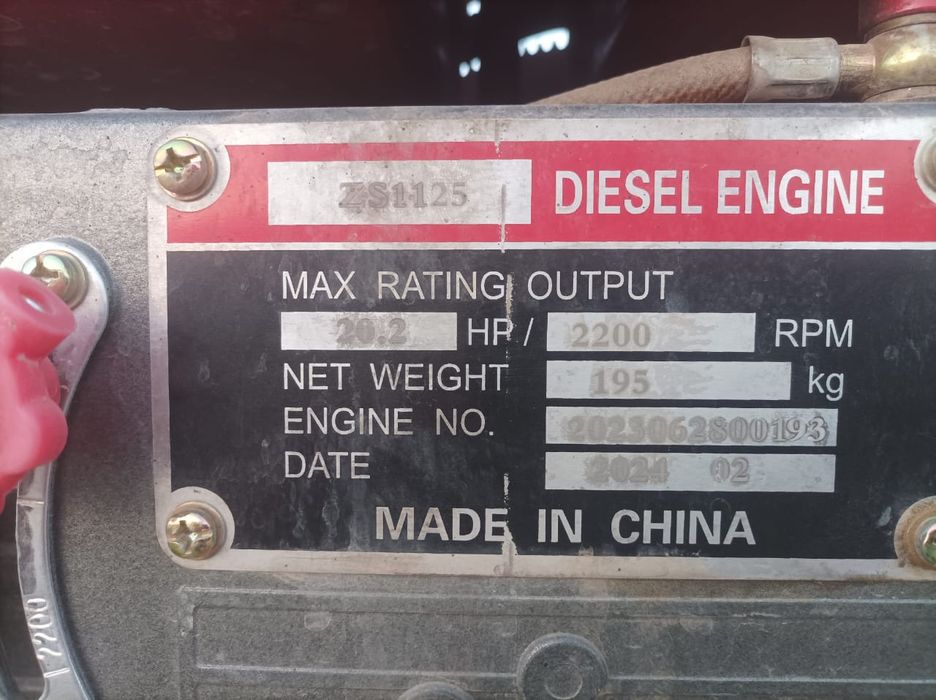 ZS1125 DIESEL ENGINE
MAX RATING OUTPUT
20.2 HP / 2200 RPM
NET WEIGHT 195 kg
ENGINE NO. 2023062800193
DATE 2024 02
MADE IN CHINA
2200